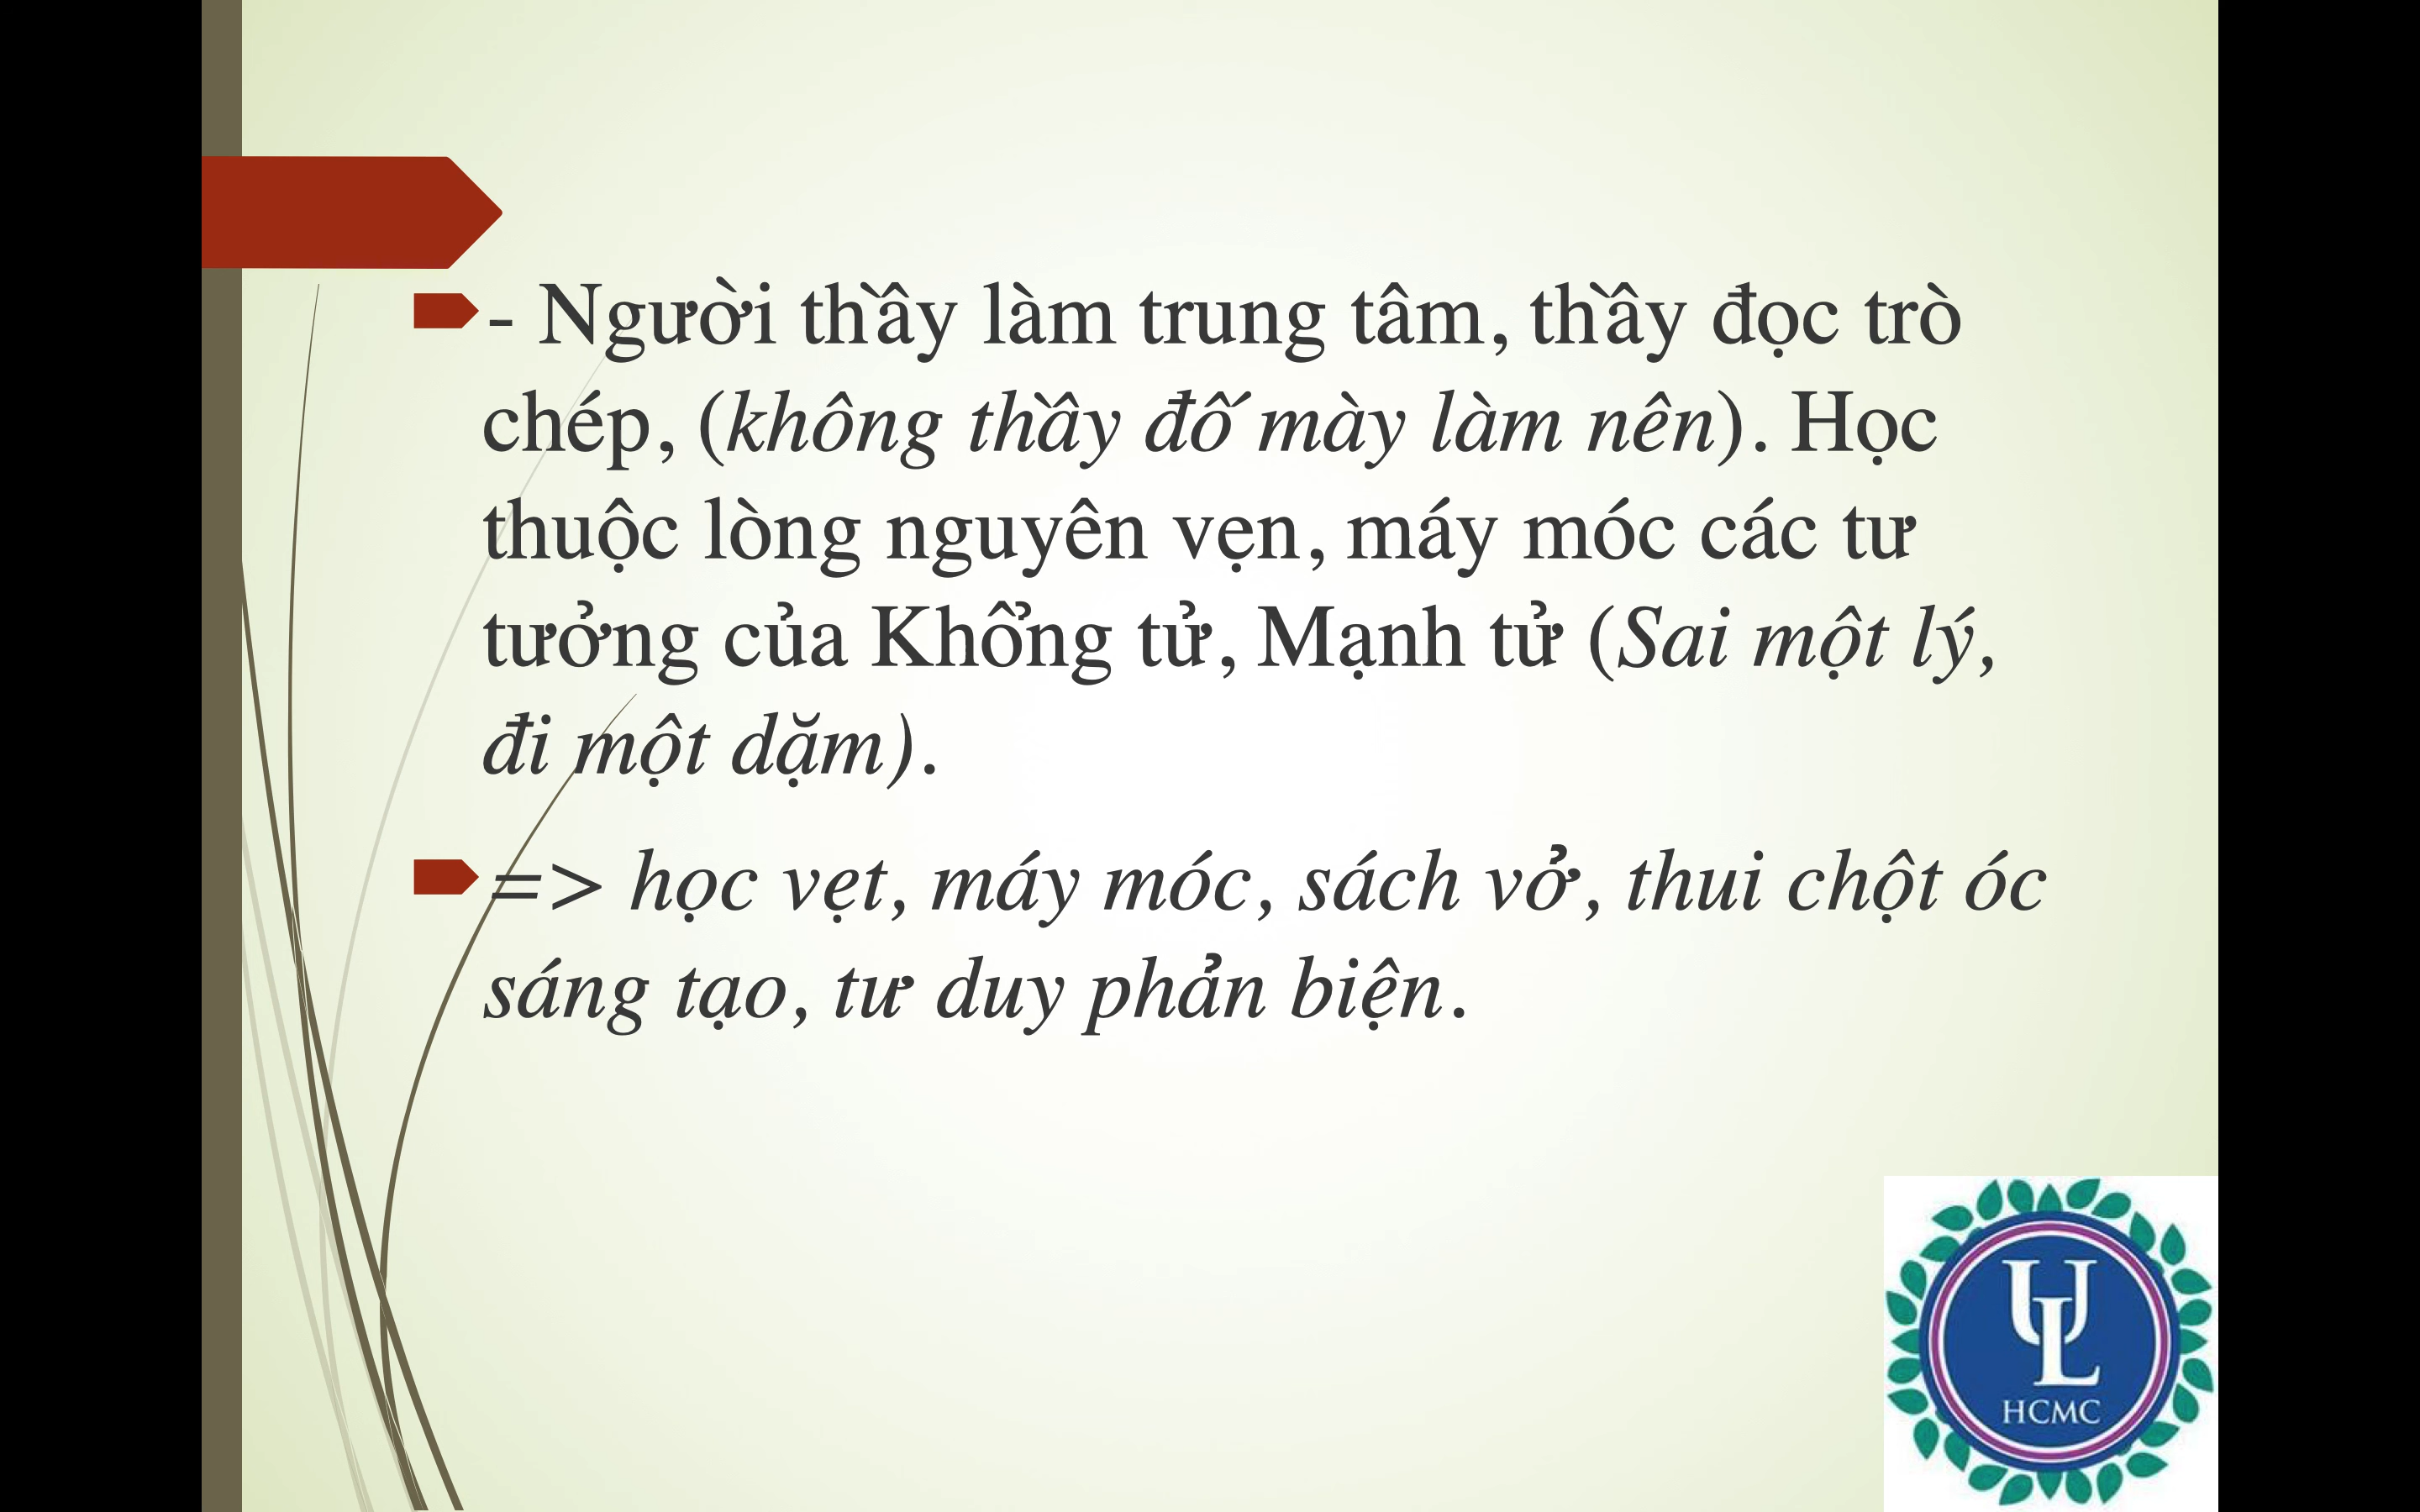 - Người thầy làm trung tâm, thầy đọc trò
chép, (không thầy đố mày làm nên). Học
thuộc lòng nguyên vẹn, máy móc các tư
tưởng của Khổng tử, Mạnh tử (Sai một lý,
đi một dặm).
=> học vẹt, máy móc, sách vở, thui chột óc
sáng tạo, tư duy phản biện.
UL
HCMC